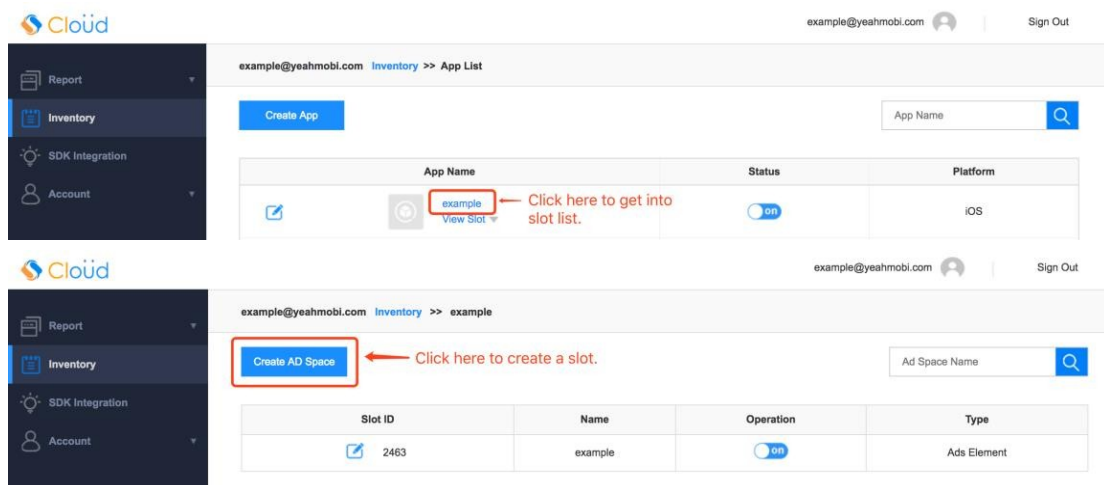 Cloüd
example@yeahmobi.com
Sign Out
Report
Inventory
SDK Integration
Account
example@yeahmobi.com Inventory >> App List
Create App
App Name
App Name Status Platform
example
View Slot
Click here to get into
slot list.
on
iOS
Cloüd
example@yeahmobi.com
Sign Out
Report
Inventory
SDK Integration
Account
example@yeahmobi.com Inventory >> example
Create AD Space
Click here to create a slot.
Ad Space Name
Slot ID Name Operation Type
2463 example on Ads Element